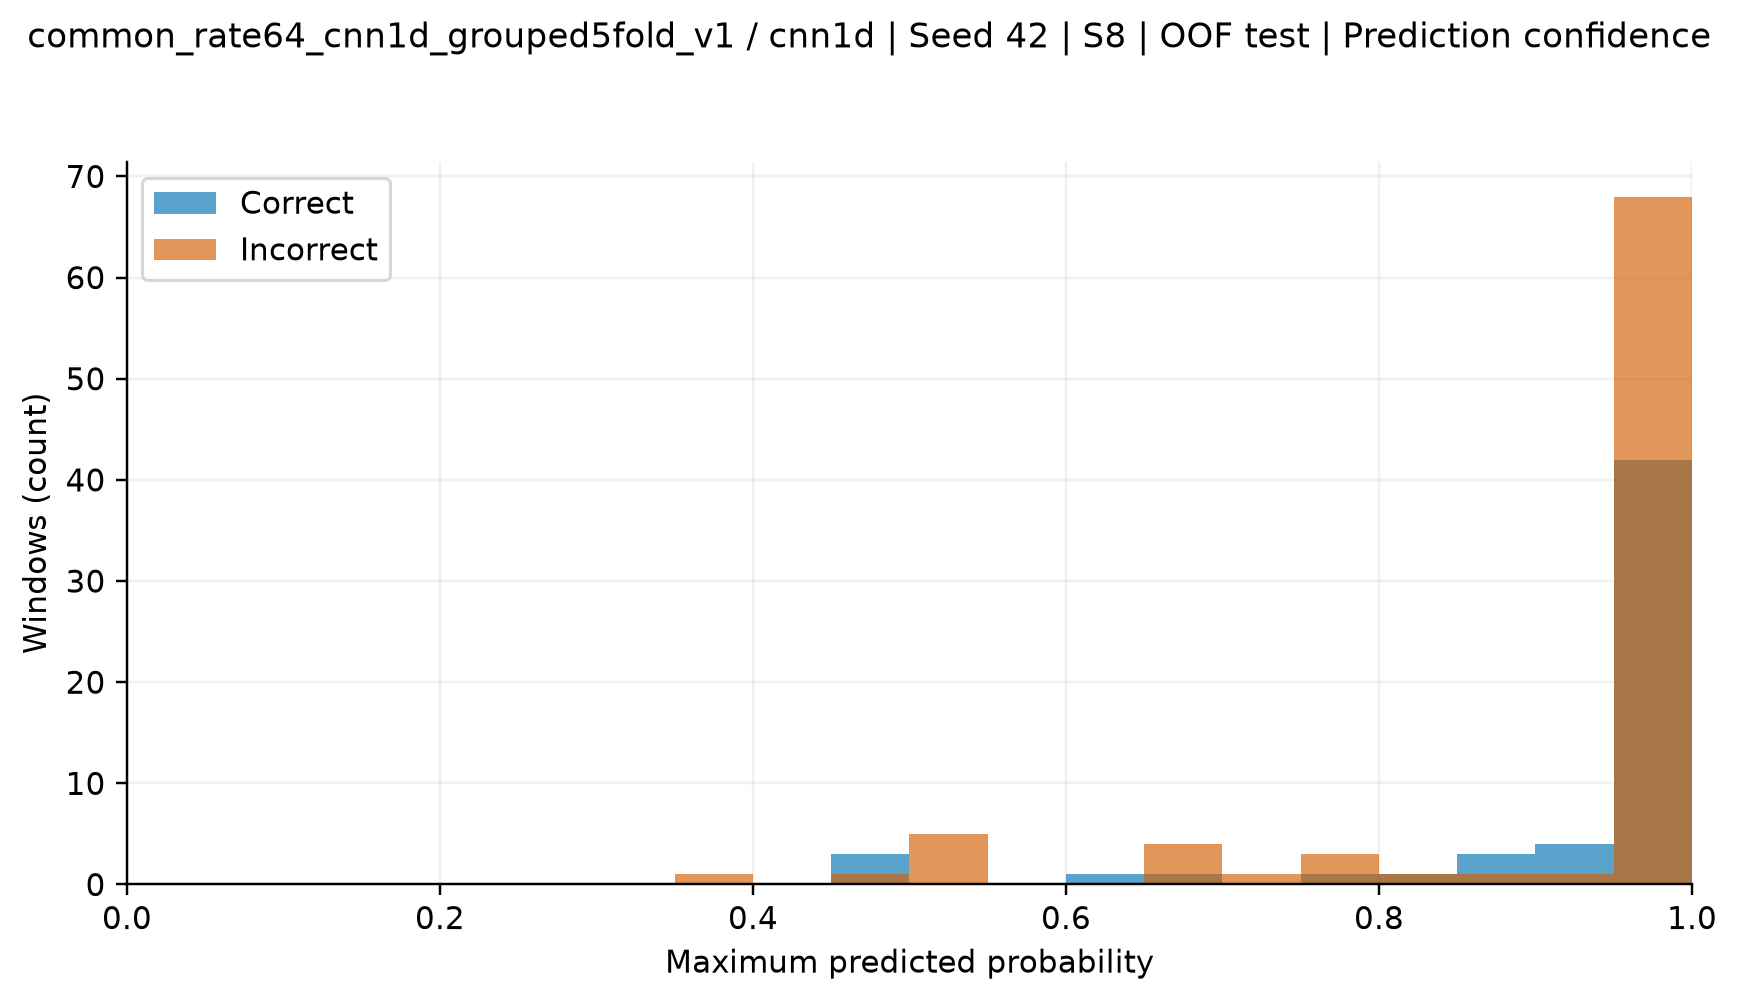 common_rate64_cnn1d_grouped5fold_v1 / cnn1d | Seed 42 | S8 | OOF test | Prediction confidence
70
60
50
40
30
20
10
0
Windows (count)
Correct
Incorrect
0.0 0.2 0.4 0.6 0.8 1.0
Maximum predicted probability